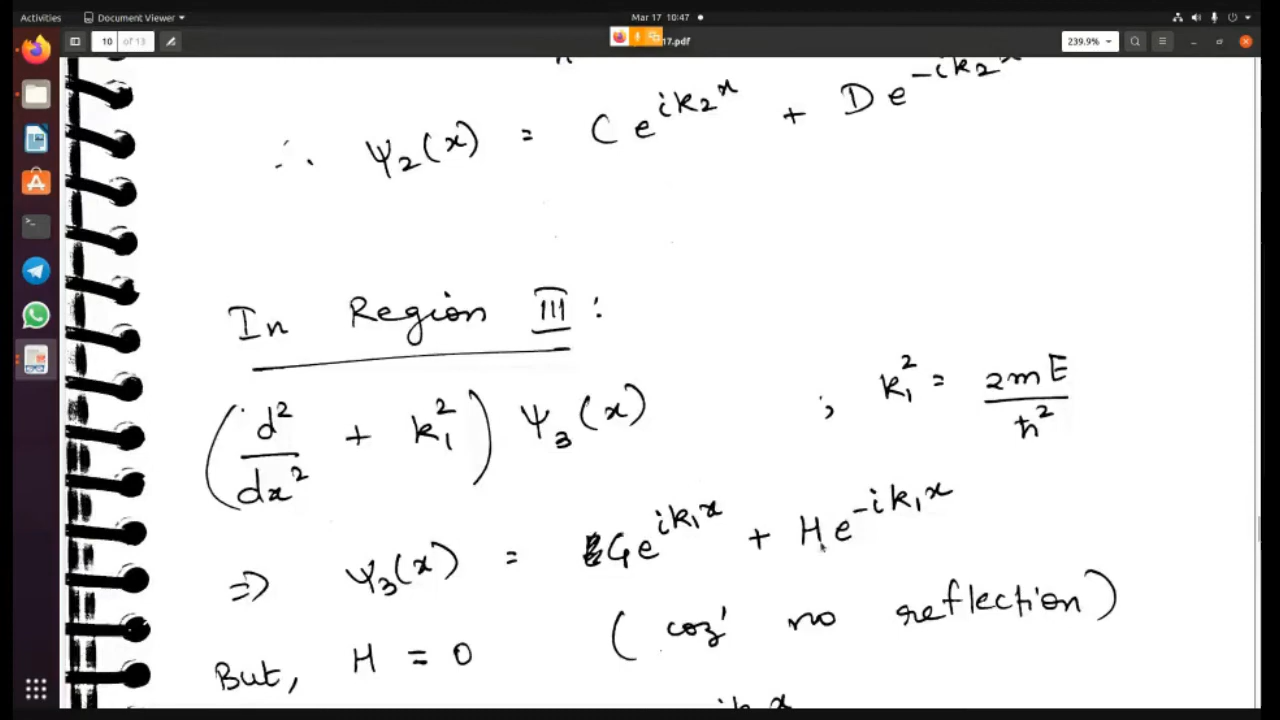 Activities Document Viewer Mar 17 10:47
10 of 13 17.pdf 239.9%
∴ Ψ₂(x) = C e^{ik₂x} + D e^{-ik₂x}
In Region III :
(d²/dx² + k₁²) Ψ₃(x) ; k₁² = 2mE/ħ²
⇒ Ψ₃(x) = G e^{ik₁x} + H e^{-ik₁x}
But, H = 0 (coz' no reflection)